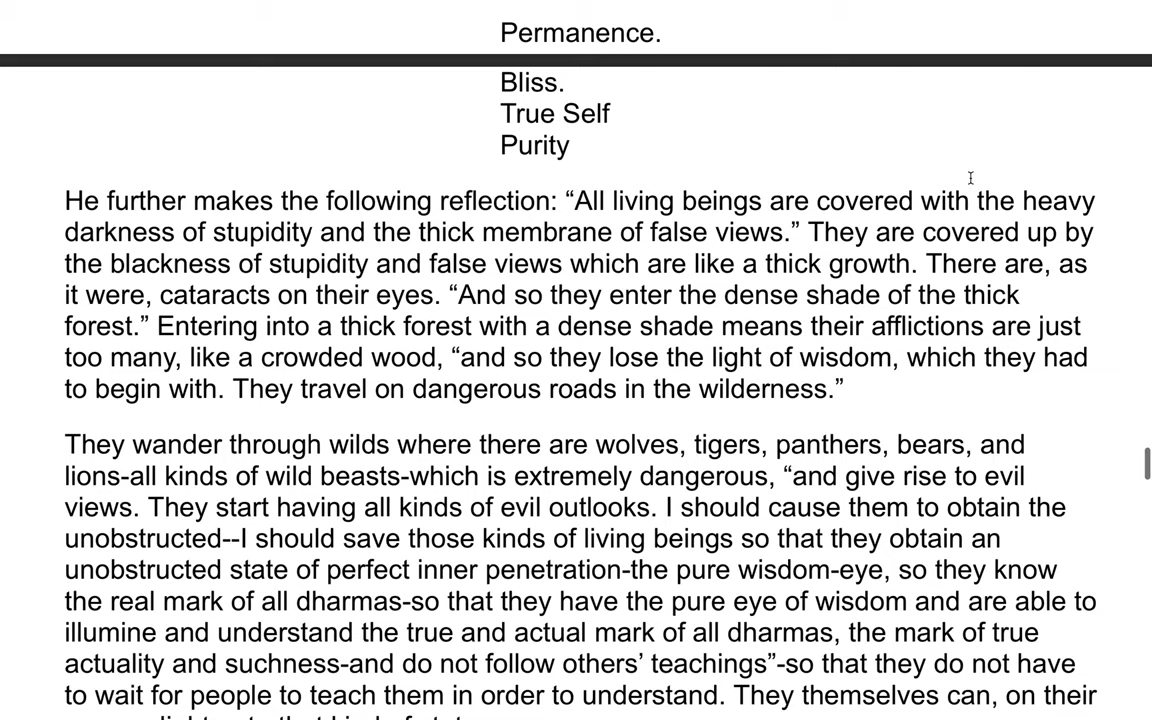 Permanence.
Bliss.
True Self
Purity
He further makes the following reflection: “All living beings are covered with the heavy
darkness of stupidity and the thick membrane of false views.” They are covered up by
the blackness of stupidity and false views which are like a thick growth. There are, as
it were, cataracts on their eyes. “And so they enter the dense shade of the thick
forest.” Entering into a thick forest with a dense shade means their afflictions are just
too many, like a crowded wood, “and so they lose the light of wisdom, which they had
to begin with. They travel on dangerous roads in the wilderness.”
They wander through wilds where there are wolves, tigers, panthers, bears, and
lions-all kinds of wild beasts-which is extremely dangerous, “and give rise to evil
views. They start having all kinds of evil outlooks. I should cause them to obtain the
unobstructed--I should save those kinds of living beings so that they obtain an
unobstructed state of perfect inner penetration-the pure wisdom-eye, so they know
the real mark of all dharmas-so that they have the pure eye of wisdom and are able to
illumine and understand the true and actual mark of all dharmas, the mark of true
actuality and suchness-and do not follow others’ teachings”-so that they do not have
to wait for people to teach them in order to understand. They themselves can, on their